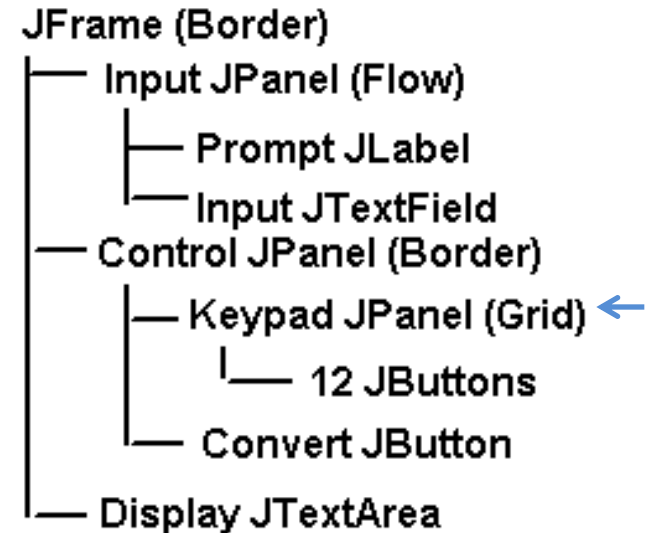 JFrame (Border)
Input JPanel (Flow)
Prompt JLabel
Input JTextField
Control JPanel (Border)
Keypad JPanel (Grid)
12 JButtons
Convert JButton
Display JTextArea